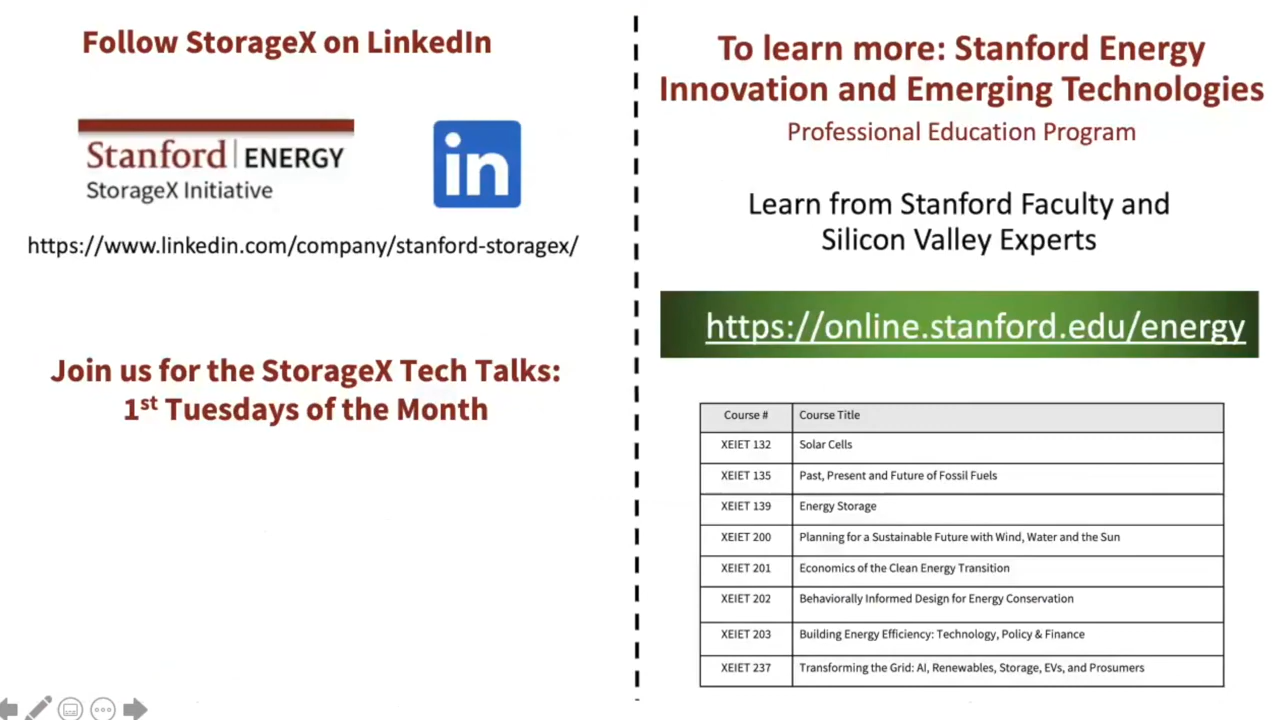 Follow StorageX on LinkedIn
Stanford | ENERGY
StorageX Initiative
in
https://www.linkedin.com/company/stanford-storagex/
Join us for the StorageX Tech Talks:
1st Tuesdays of the Month
To learn more: Stanford Energy
Innovation and Emerging Technologies
Professional Education Program
Learn from Stanford Faculty and
Silicon Valley Experts
https://online.stanford.edu/energy
Course # Course Title
XEIET 132 Solar Cells
XEIET 135 Past, Present and Future of Fossil Fuels
XEIET 139 Energy Storage
XEIET 200 Planning for a Sustainable Future with Wind, Water and the Sun
XEIET 201 Economics of the Clean Energy Transition
XEIET 202 Behaviorally Informed Design for Energy Conservation
XEIET 203 Building Energy Efficiency: Technology, Policy & Finance
XEIET 237 Transforming the Grid: AI, Renewables, Storage, EVs, and Prosumers